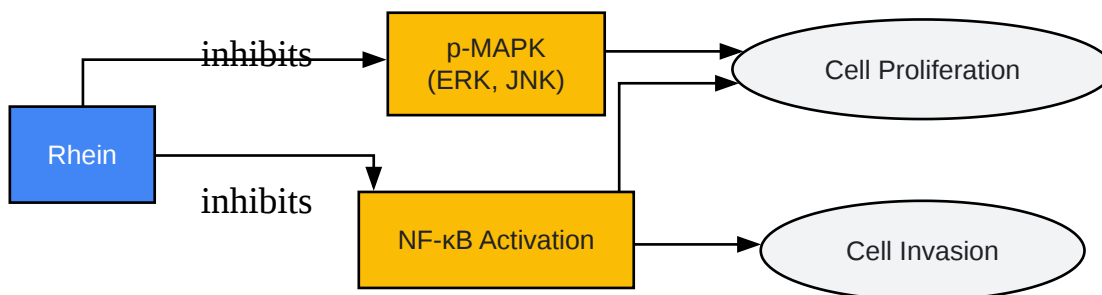 inhibits
p-MAPK
(ERK, JNK)
Cell Proliferation
Rhein
inhibits
NF-κB Activation
Cell Invasion